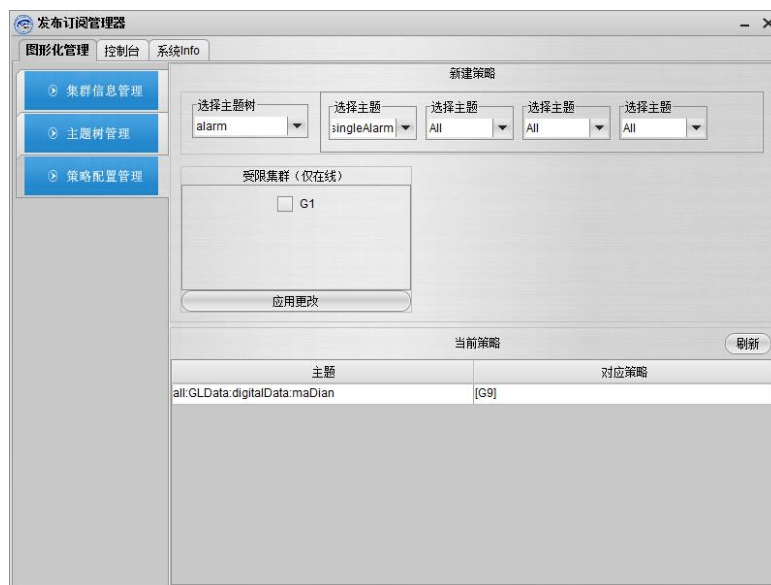 发布订阅管理器
图形化管理 控制台 系统Info
集群信息管理
主题树管理
策略配置管理
新建策略
选择主题树 选择主题 选择主题 选择主题 选择主题
alarm singleAlarm All All All
受限集群（仅在线）
G1
应用更改
当前策略 刷新
主题 对应策略
all:GLData:digitalData:maDian [G9]